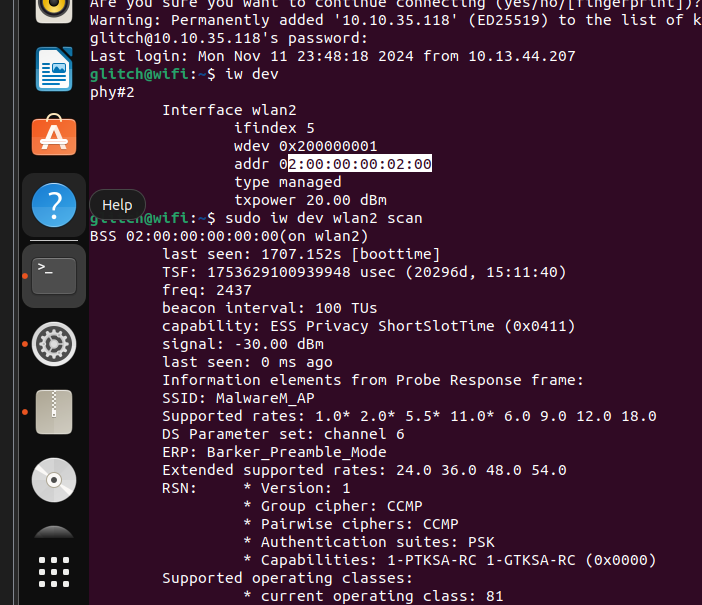 Are you sure you want to continue connecting (yes/no/[fingerprint])?
Warning: Permanently added '10.10.35.118' (ED25519) to the list of k
glitch@10.10.35.118's password:
Last login: Mon Nov 11 23:48:18 2024 from 10.13.44.207
glitch@wifi:~$ iw dev
phy#2
Interface wlan2
ifindex 5
wdev 0x200000001
addr 02:00:00:00:02:00
type managed
txpower 20.00 dBm
Help
glitch@wifi:~$ sudo iw dev wlan2 scan
BSS 02:00:00:00:00:00(on wlan2)
last seen: 1707.152s [boottime]
TSF: 1753629100939948 usec (20296d, 15:11:40)
freq: 2437
beacon interval: 100 TUs
capability: ESS Privacy ShortSlotTime (0x0411)
signal: -30.00 dBm
last seen: 0 ms ago
Information elements from Probe Response frame:
SSID: MalwareM_AP
Supported rates: 1.0* 2.0* 5.5* 11.0* 6.0 9.0 12.0 18.0
DS Parameter set: channel 6
ERP: Barker_Preamble_Mode
Extended supported rates: 24.0 36.0 48.0 54.0
RSN: * Version: 1
* Group cipher: CCMP
* Pairwise ciphers: CCMP
* Authentication suites: PSK
* Capabilities: 1-PTKSA-RC 1-GTKSA-RC (0x0000)
Supported operating classes:
* current operating class: 81